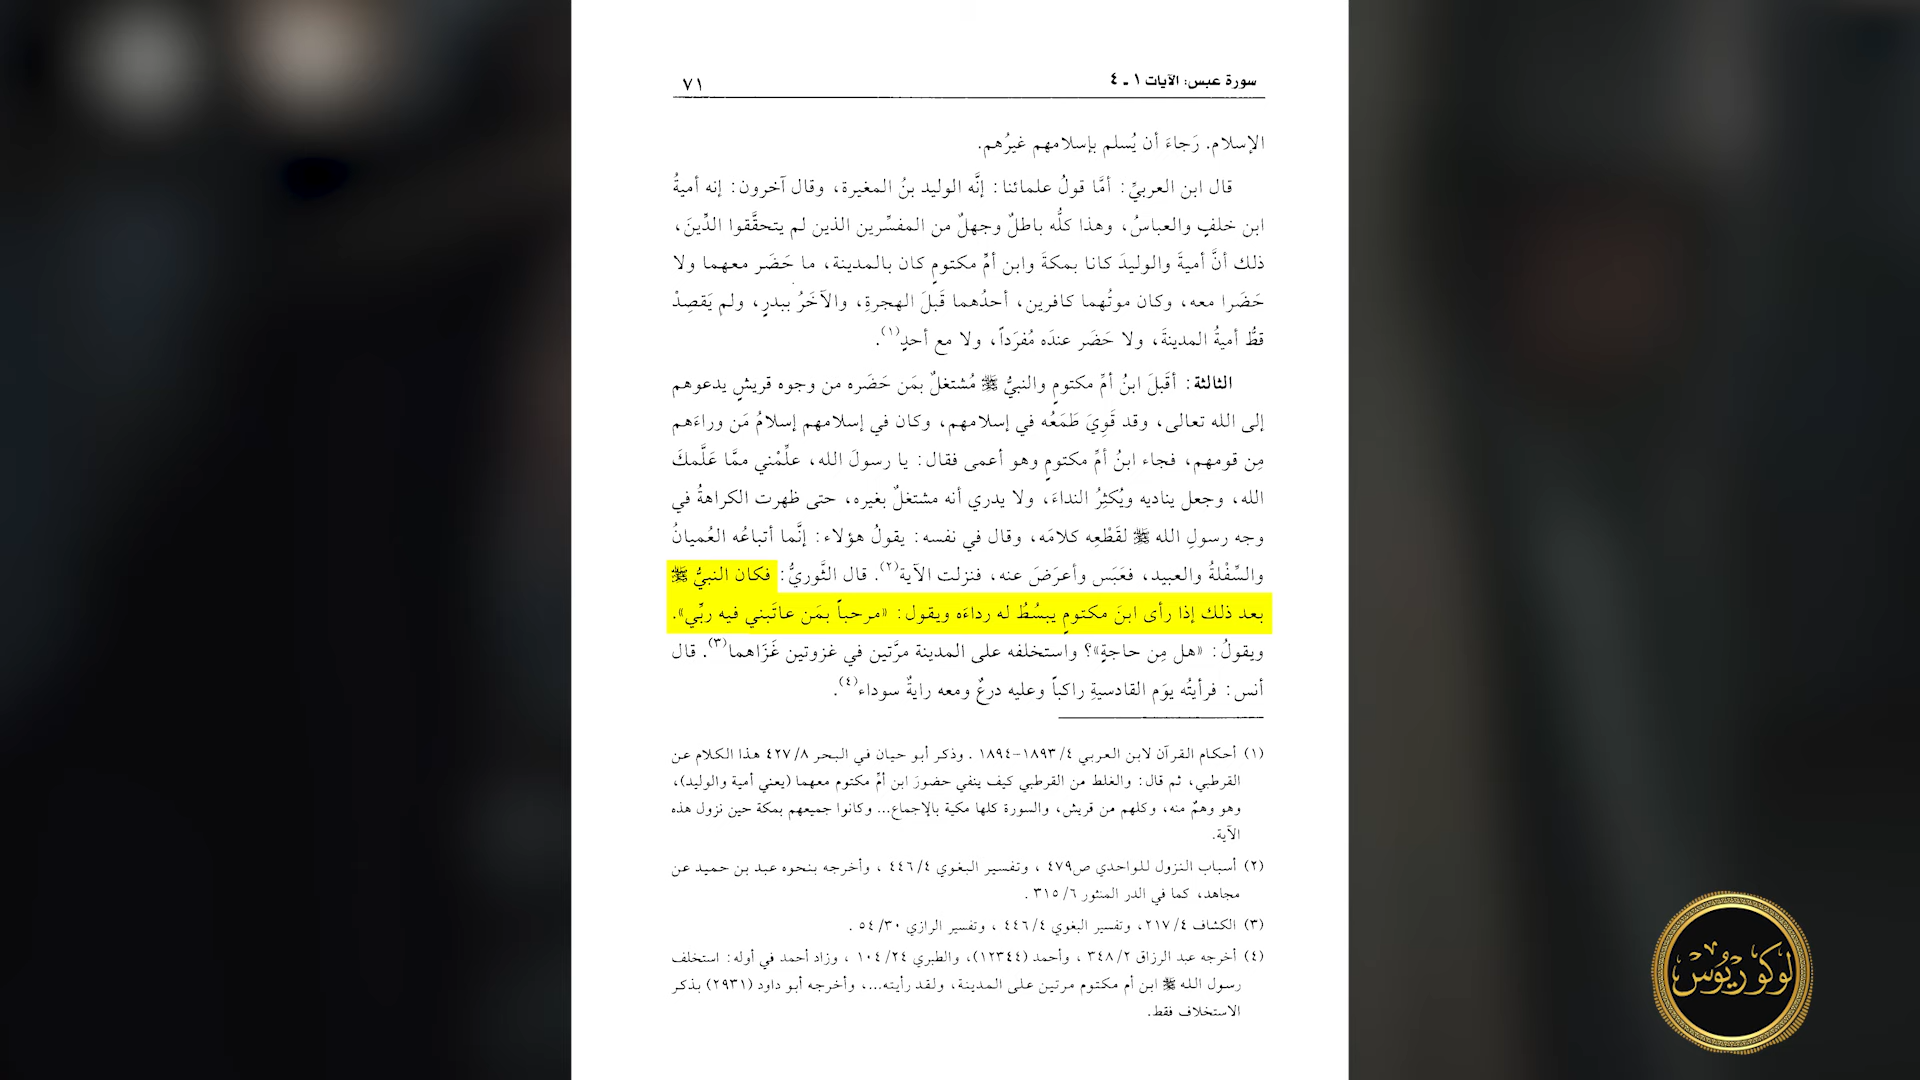 سورة عبس: الآيات ١ - ٤
٧١
الإسلام. رَجاءَ أن يُسلم بإسلامهم غيرُهم.
قال ابن العربيِّ: أمَّا قولُ علمائنا: إنَّه الوليد بنُ المغيرة، وقال آخرون: إنه أميةُ
ابن خلفٍ والعباسُ، وهذا كلُّه باطلٌ وجهلٌ من المفسِّرين الذين لم يتحقَّقوا الدِّينَ،
ذلك أنَّ أميةَ والوليدَ كانا بمكةَ وابن أمِّ مكتومٍ كان بالمدينة، ما حَضَر معهما ولا
حَضَرا معه، وكان موتُهما كافرين، أحدُهما قَبلَ الهجرةِ، والآخَرُ ببدرٍ، ولم يَقصِدْ
قطُّ أميةُ المدينةَ، ولا حَضَر عندَه مُفرَداً، ولا مع أحدٍ(١).
الثالثة: أقبَلَ ابنُ أمِّ مكتومٍ والنبيُّ ﷺ مُشتغلٌ بمَن حَضَره من وجوه قريشٍ يدعوهم
إلى الله تعالى، وقد قَوِيَ طَمَعُه في إسلامهم، وكان في إسلامهم إسلامُ مَن وراءَهم
مِن قومهم، فجاء ابنُ أمِّ مكتومٍ وهو أعمى فقال: يا رسولَ الله، علِّمْني ممَّا عَلَّمكَ
الله، وجعل يناديه ويُكثِرُ النداءَ، ولا يدري أنه مشتغلٌ بغيره، حتى ظهرت الكراهةُ في
وجه رسولِ الله ﷺ لقَطْعِه كلامَه، وقال في نفسه: يقولُ هؤلاء: إنَّما أتباعُه العُميانُ
والسِّفْلةُ والعبيد، فعَبَس وأعرَضَ عنه، فنزلت الآية(٢). قال الثَّوريُّ: فكان النبيُّ ﷺ
بعد ذلك إذا رأى ابنَ مكتومٍ يبسُطُ له رداءَه ويقول: «مرحباً بمَن عاتَبني فيه ربِّي».
ويقولُ: «هل مِن حاجةٍ»؟ واستخلفه على المدينة مرَّتين في غزوتين غَزَاهما(٣). قال
أنس: فرأيتُه يوَم القادسيةِ راكباً وعليه درعٌ ومعه رايةٌ سوداء(٤).
(١) أحكام القرآن لابن العربي ٤/ ١٨٩٣-١٨٩٤ . وذكر أبو حيان في البحر ٨/ ٤٢٧ هذا الكلام عن
القرطبي، ثم قال: والغلط من القرطبي كيف ينفي حضورَ ابن أمِّ مكتوم معهما (يعني أمية والوليد)،
وهو وهمٌ منه، وكلهم من قريش، والسورة كلها مكية بالإجماع... وكانوا جميعهم بمكة حين نزول هذه
الآية.
(٢) أسباب النزول للواحدي ص٤٧٩ ، وتفسير البغوي ٤/ ٤٤٦ ، وأخرجه بنحوه عبد بن حميد عن
مجاهد، كما في الدر المنثور ٦/ ٣١٥ .
(٣) الكشاف ٤/ ٢١٧، وتفسير البغوي ٤/ ٤٤٦ ، وتفسير الرازي ٣٠/ ٥٤ .
(٤) أخرجه عبد الرزاق ٢/ ٣٤٨ ، وأحمد (١٢٣٤٤)، والطبري ٢٤/ ١٠٤ ، وزاد أحمد في أوله: استخلف
رسول الله ﷺ ابن أم مكتوم مرتين على المدينة، ولقد رأيته...، وأخرجه أبو داود (٢٩٣١) بذكر
الاستخلاف فقط.
لوكوريوس